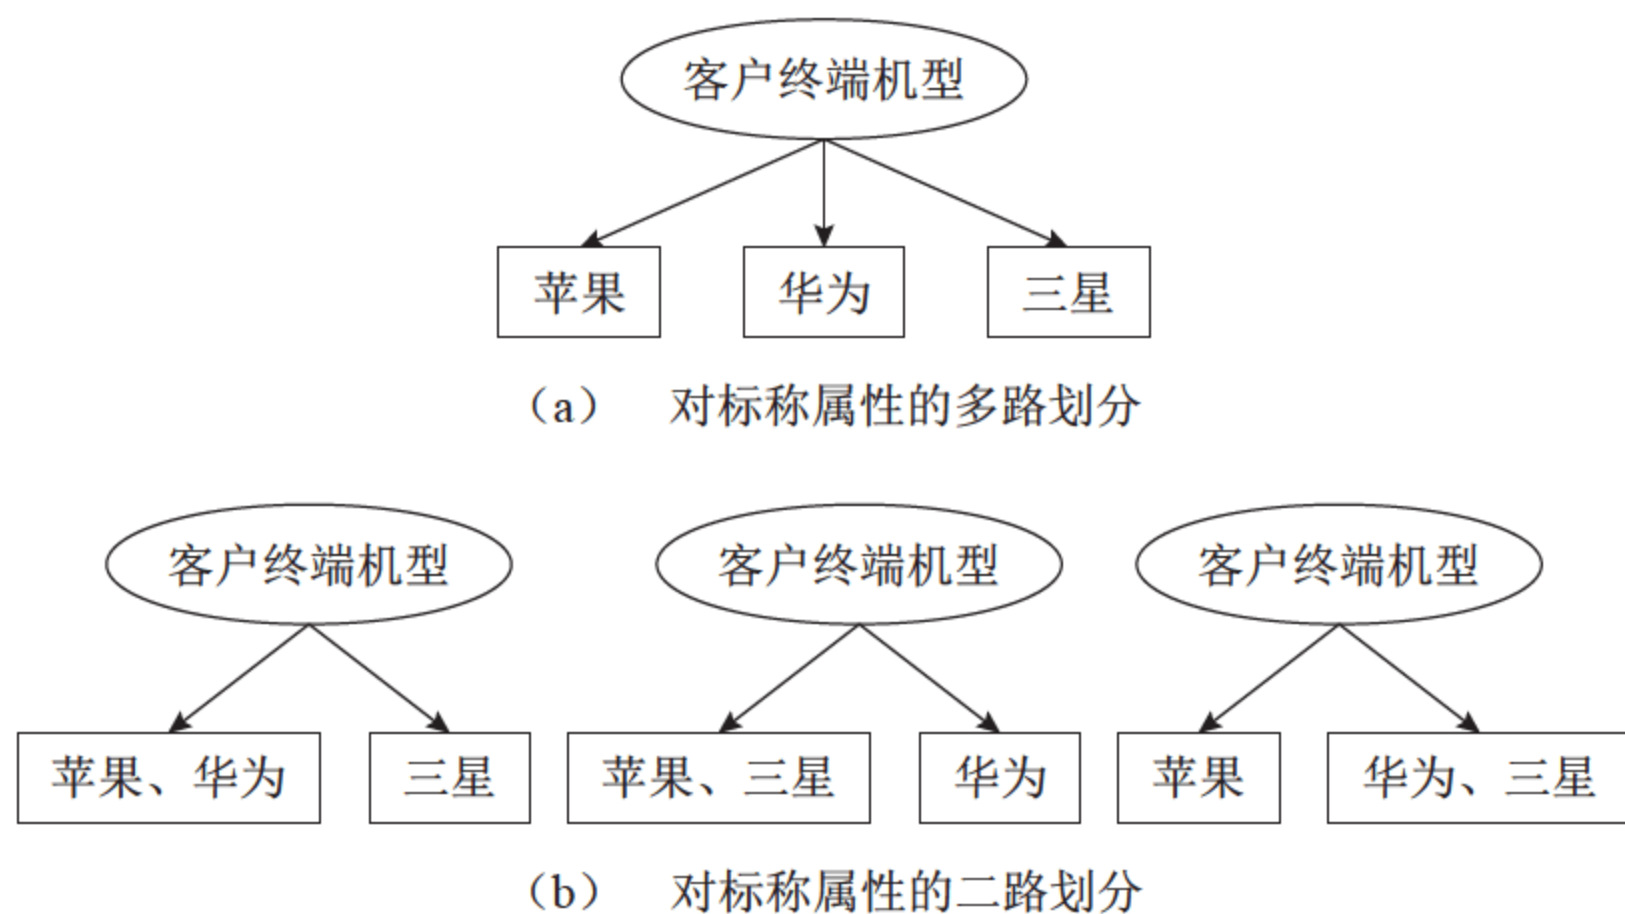 客户终端机型
苹果
华为
三星
（a） 对标称属性的多路划分
客户终端机型
客户终端机型
客户终端机型
苹果、华为
三星
苹果、三星
华为
苹果
华为、三星
（b） 对标称属性的二路划分